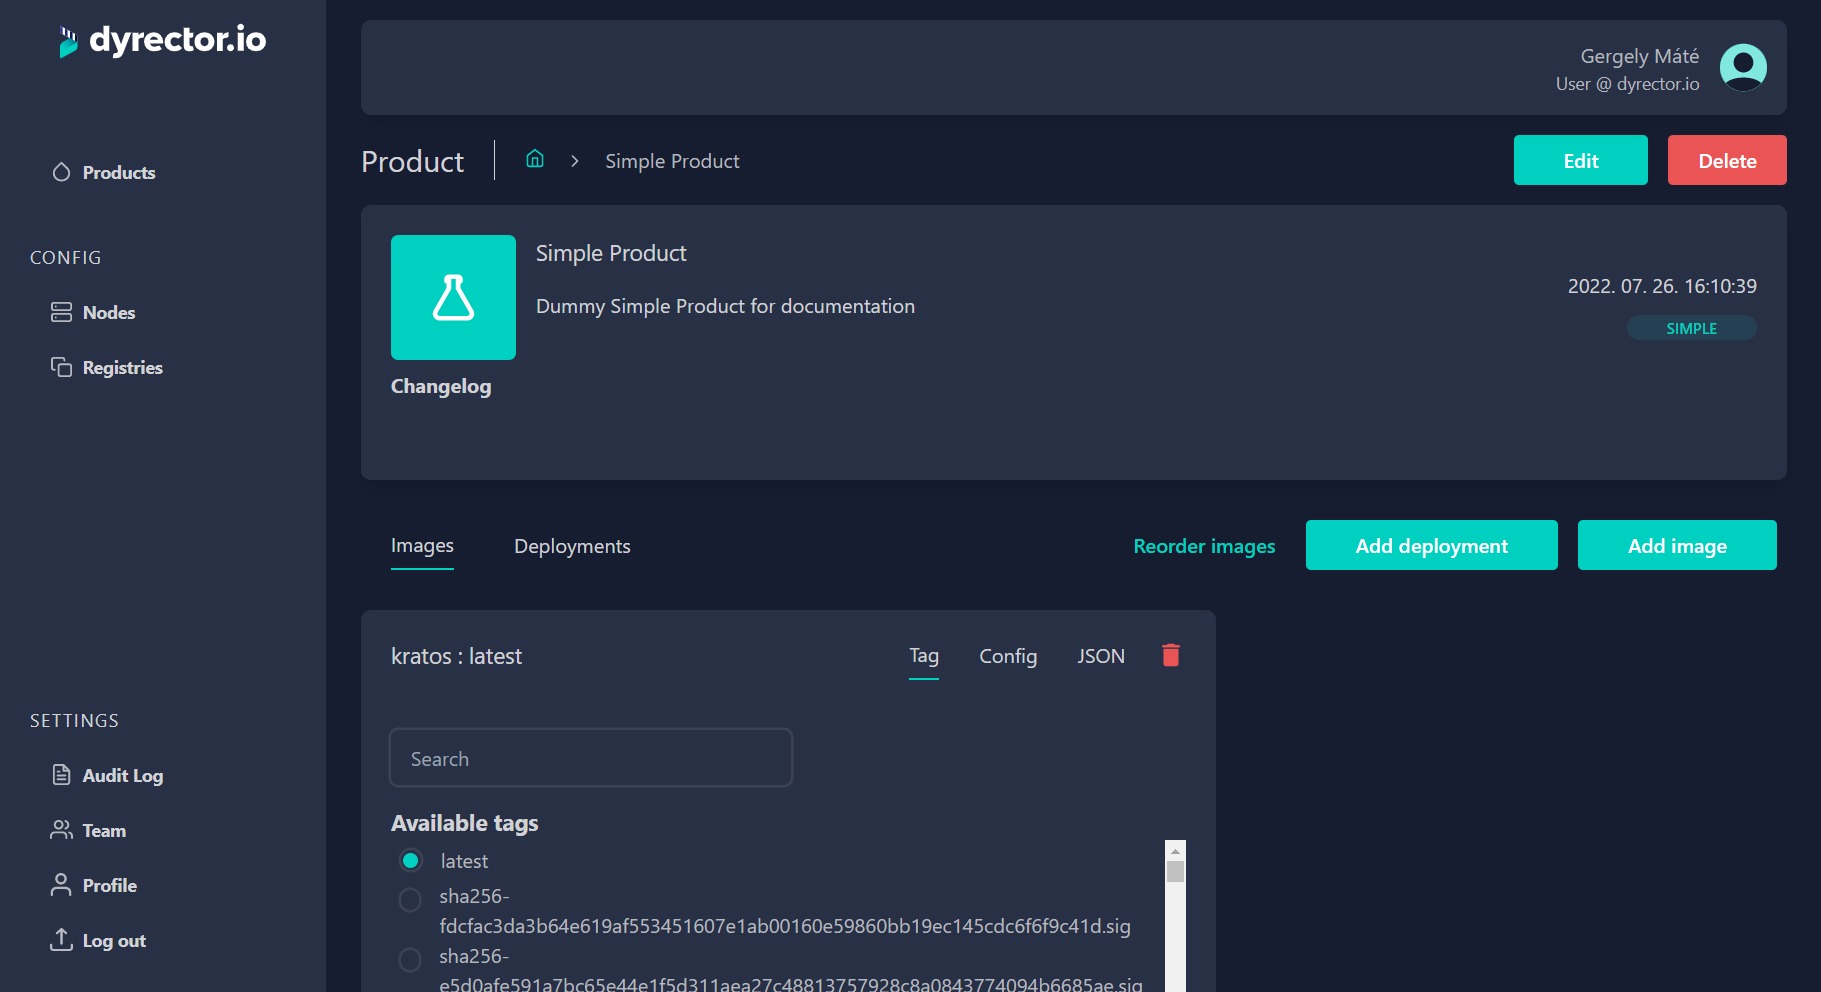 dyrector.io
Products
CONFIG
Nodes
Registries
SETTINGS
Audit Log
Team
Profile
Log out
Gergely Máté
User @ dyrector.io
Product
Simple Product
Edit
Delete
Simple Product
Dummy Simple Product for documentation
2022. 07. 26. 16:10:39
SIMPLE
Changelog
Images
Deployments
Reorder images
Add deployment
Add image
kratos : latest
Tag
Config
JSON
Search
Available tags
latest
sha256-
fdcfac3da3b64e619af553451607e1ab00160e59860bb19ec145cdc6f6f9c41d.sig
sha256-
e5d0afe591a7bc65e44e1f5d311aea27c48813757928c8a0843774094b6685ae.sig